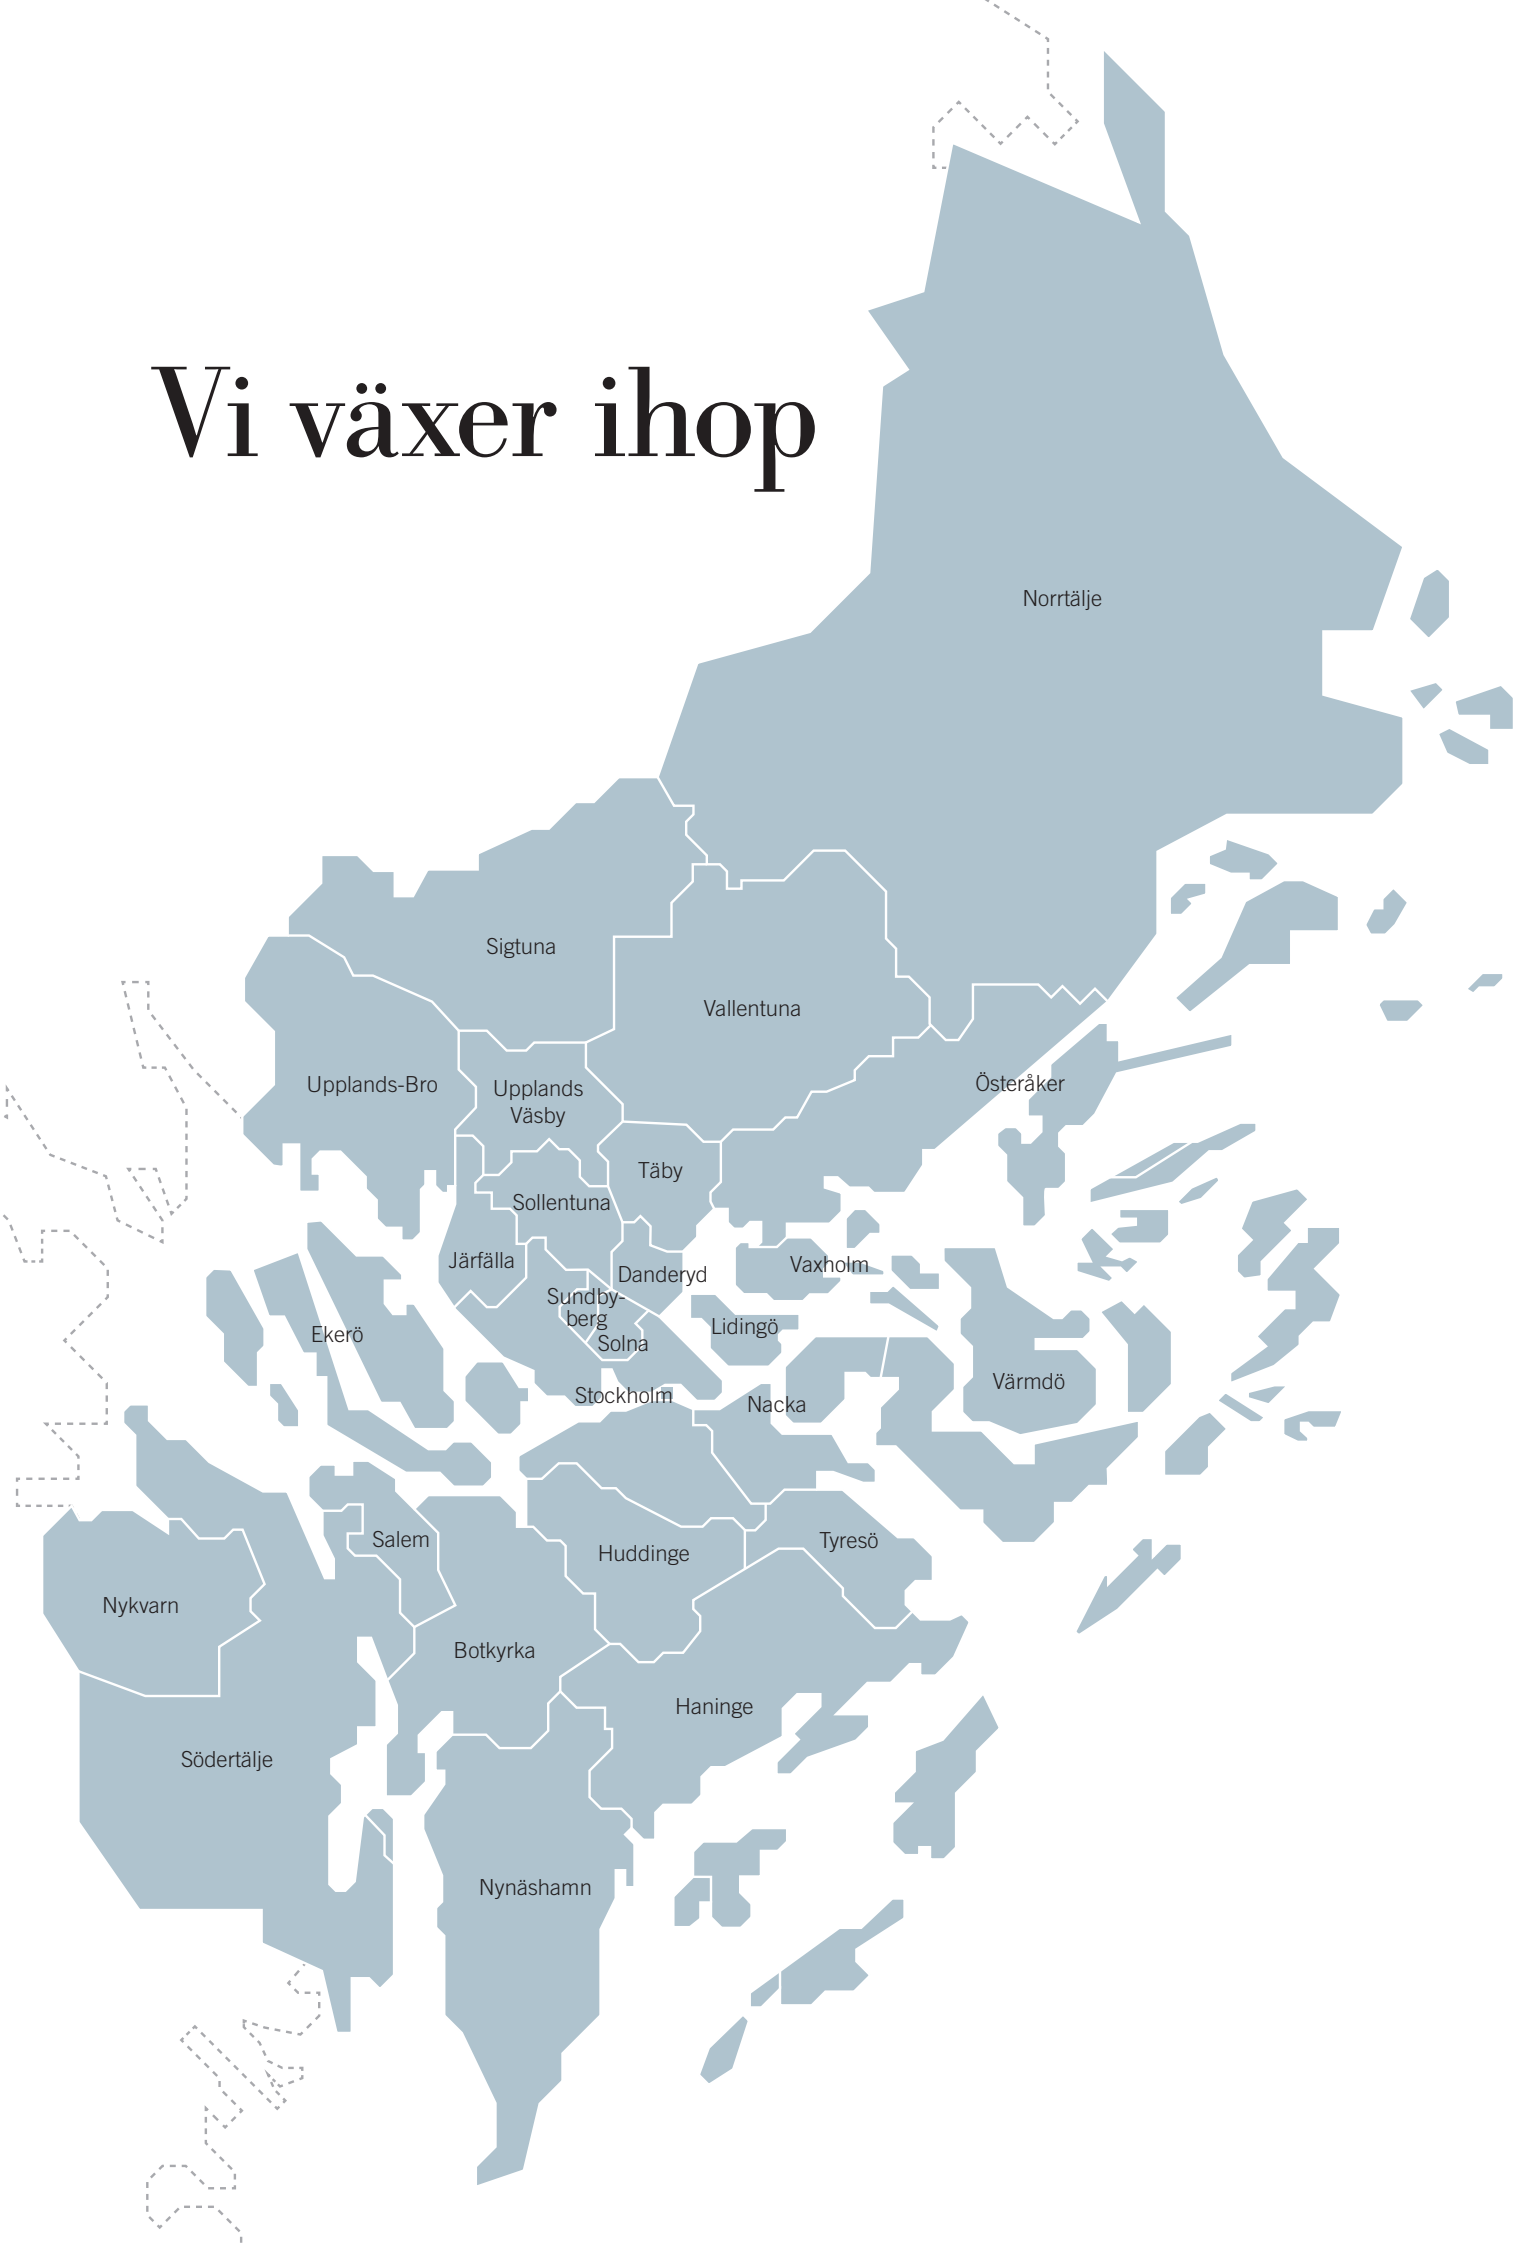 Vi växer ihop
Norrtälje
Sigtuna
Vallentuna
Upplands-Bro
Upplands
Väsby
Österåker
Täby
Sollentuna
Järfälla
Danderyd
Vaxholm
Sundby-
berg
Solna
Lidingö
Ekerö
Stockholm
Nacka
Värmdö
Salem
Huddinge
Tyresö
Nykvarn
Botkyrka
Haninge
Södertälje
Nynäshamn